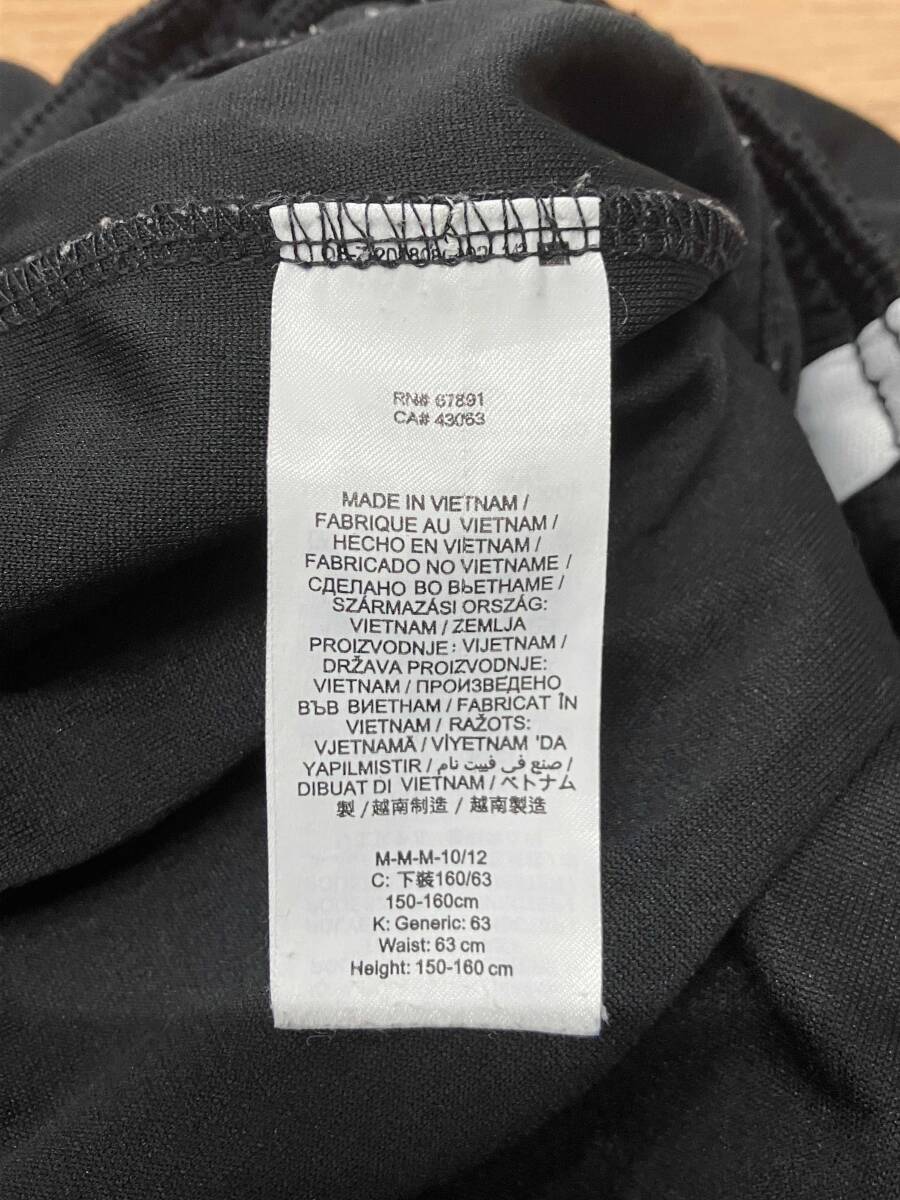 RN# 67891
CA# 43063
MADE IN VIETNAM /
FABRIQUE AU VIETNAM /
HECHO EN VIETNAM /
FABRICADO NO VIETNAME /
СДЕЛАНО ВО ВЬЕТНАМЕ /
SZÁRMAZÁSI ORSZÁG:
VIETNAM / ZEMLJA
PROIZVODNJE: VIJETNAM /
DRŽAVA PROIZVODNJE:
VIETNAM / ПРОИЗВЕДЕНО
ВЪВ ВИЕТНАМ / FABRICAT ÎN
VIETNAM / RAŽOTS:
VJETNAMĀ / VİYETNAM 'DA
YAPILMISTIR / صنع في فييت نام /
DIBUAT DI VIETNAM / ベトナム
製 / 越南制造 / 越南製造
M-M-M-10/12
C: 下裝160/63
150-160cm
K: Generic: 63
Waist: 63 cm
Height: 150-160 cm